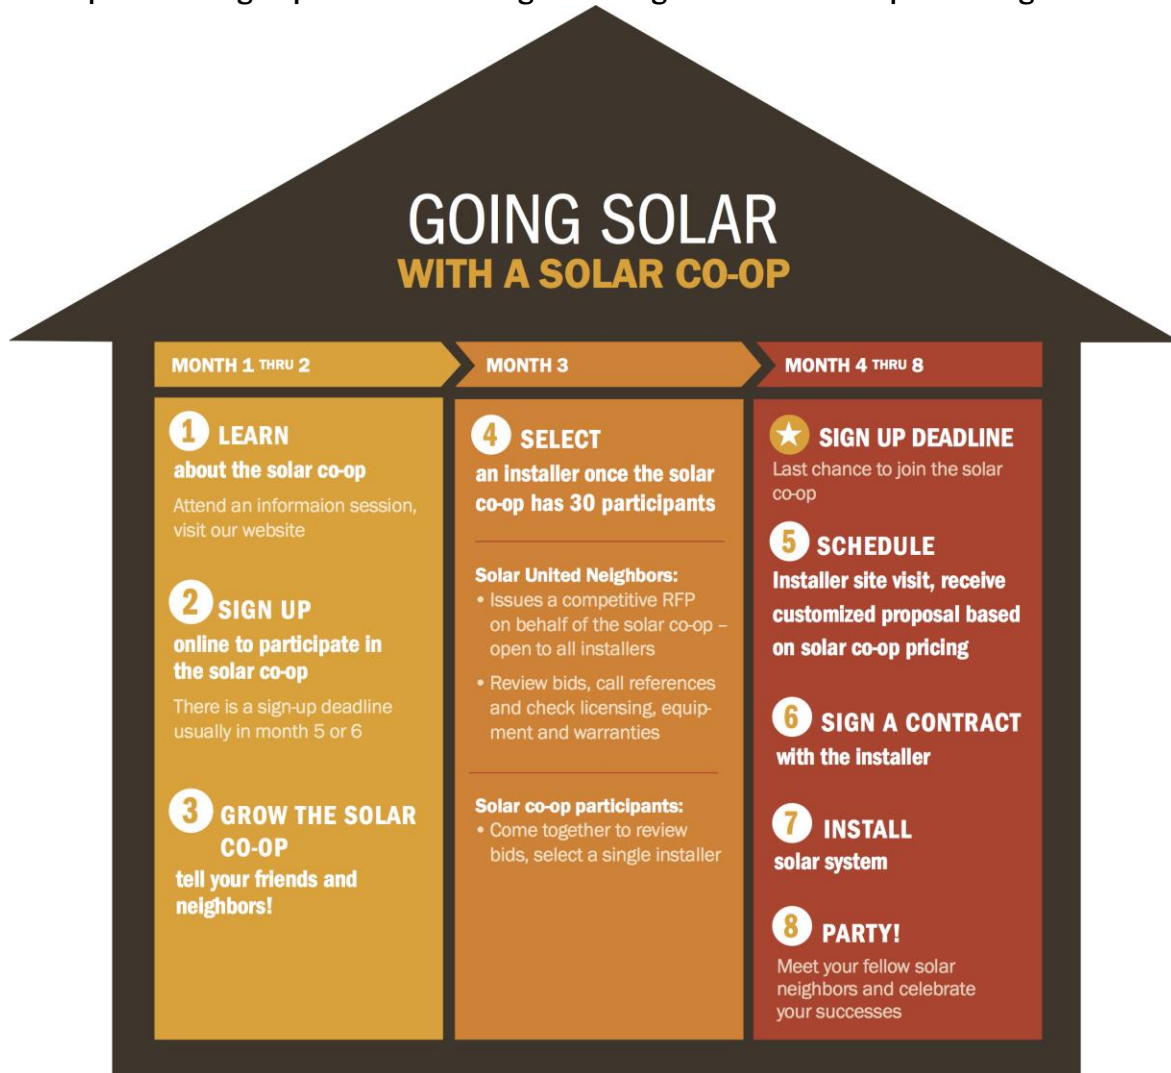 GOING SOLAR
WITH A SOLAR CO-OP
MONTH 1 THRU 2
1 LEARN
about the solar co-op
Attend an informaion session,
visit our website
2 SIGN UP
online to participate in
the solar co-op
There is a sign-up deadline
usually in month 5 or 6
3 GROW THE SOLAR
CO-OP
tell your friends and
neighbors!
MONTH 3
4 SELECT
an installer once the solar
co-op has 30 participants
Solar United Neighbors:
• Issues a competitive RFP
on behalf of the solar co-op –
open to all installers
• Review bids, call references
and check licensing, equip-
ment and warranties
Solar co-op participants:
• Come together to review
bids, select a single installer
MONTH 4 THRU 8
SIGN UP DEADLINE
Last chance to join the solar
co-op
5 SCHEDULE
Installer site visit, receive
customized proposal based
on solar co-op pricing
6 SIGN A CONTRACT
with the installer
7 INSTALL
solar system
8 PARTY!
Meet your fellow solar
neighbors and celebrate
your successes